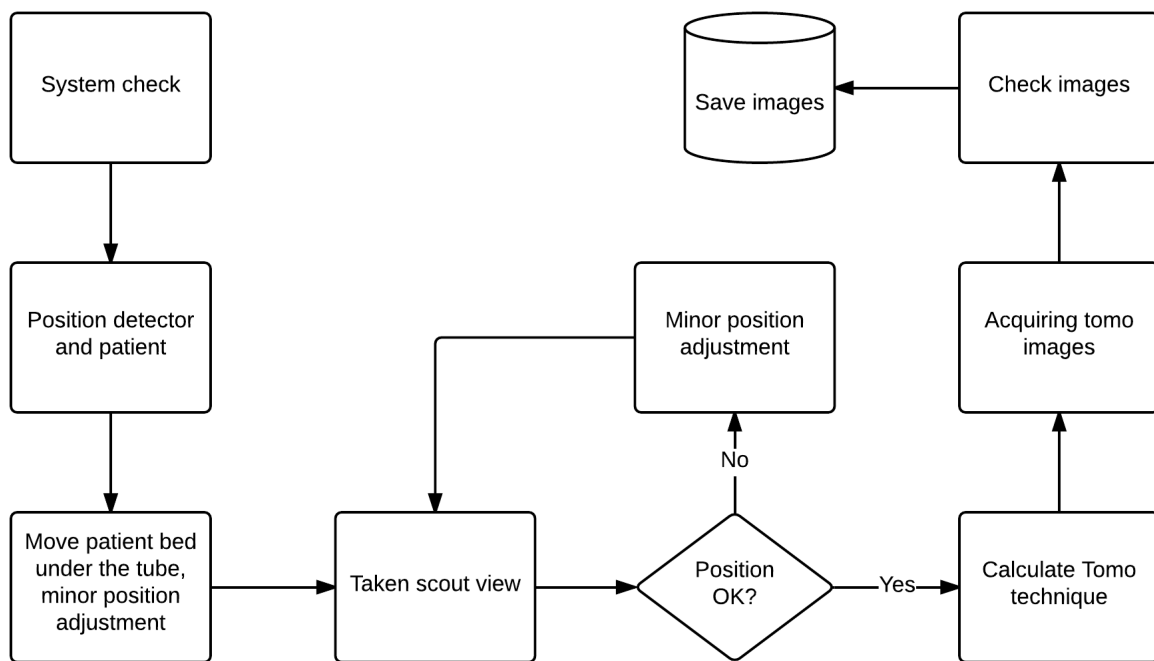 System check
Position detector
and patient
Move patient bed
under the tube,
minor position
adjustment
Taken scout view
Position
OK?
No
Minor position
adjustment
Yes
Calculate Tomo
technique
Acquiring tomo
images
Check images
Save images